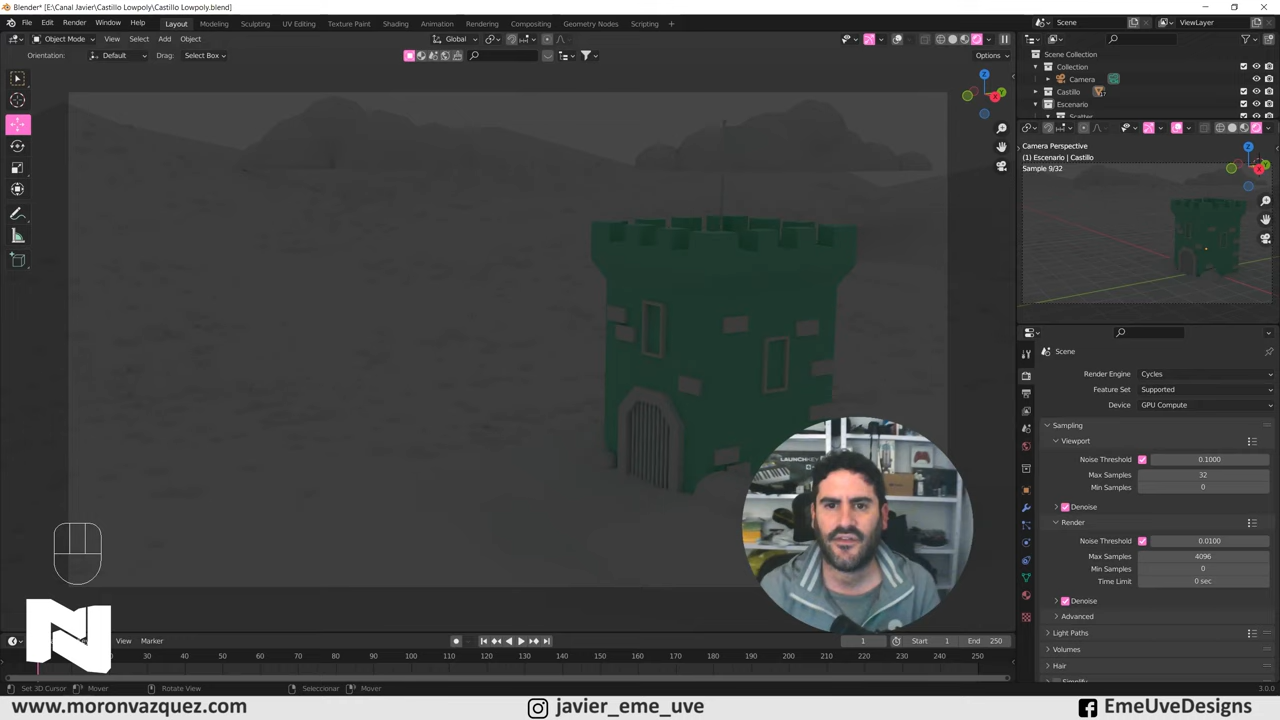 Blender* [E:\Canal Javier\Castillo Lowpoly\Castillo Lowpoly.blend]
File Edit Render Window Help
Layout Modeling Sculpting UV Editing Texture Paint Shading Animation Rendering Compositing Geometry Nodes Scripting
Scene
ViewLayer
Object Mode View Select Add Object
Global
Orientation: Default Drag: Select Box
Options
Scene Collection
Collection
Camera
Castillo
Escenario
Scatter
Camera Perspective
(1) Escenario | Castillo
Sample 9/32
Scene
Render Engine Cycles
Feature Set Supported
Device GPU Compute
Sampling
Viewport
Noise Threshold 0.1000
Max Samples 32
Min Samples 0
Denoise
Render
Noise Threshold 0.0100
Max Samples 4096
Min Samples 0
Time Limit 0 sec
Denoise
Advanced
Light Paths
Volumes
Hair
LAUNCHKEY
View Marker
1 Start 1 End 250
30 40 50 60 70 80 90 100 110 120 130 140 150 160 170 180 190 200 210 220 230 240 250
Set 3D Cursor Mover Rotate View Seleccionar Mover
3.0.0
www.moronvazquez.com
javier_eme_uve
EmeUveDesigns